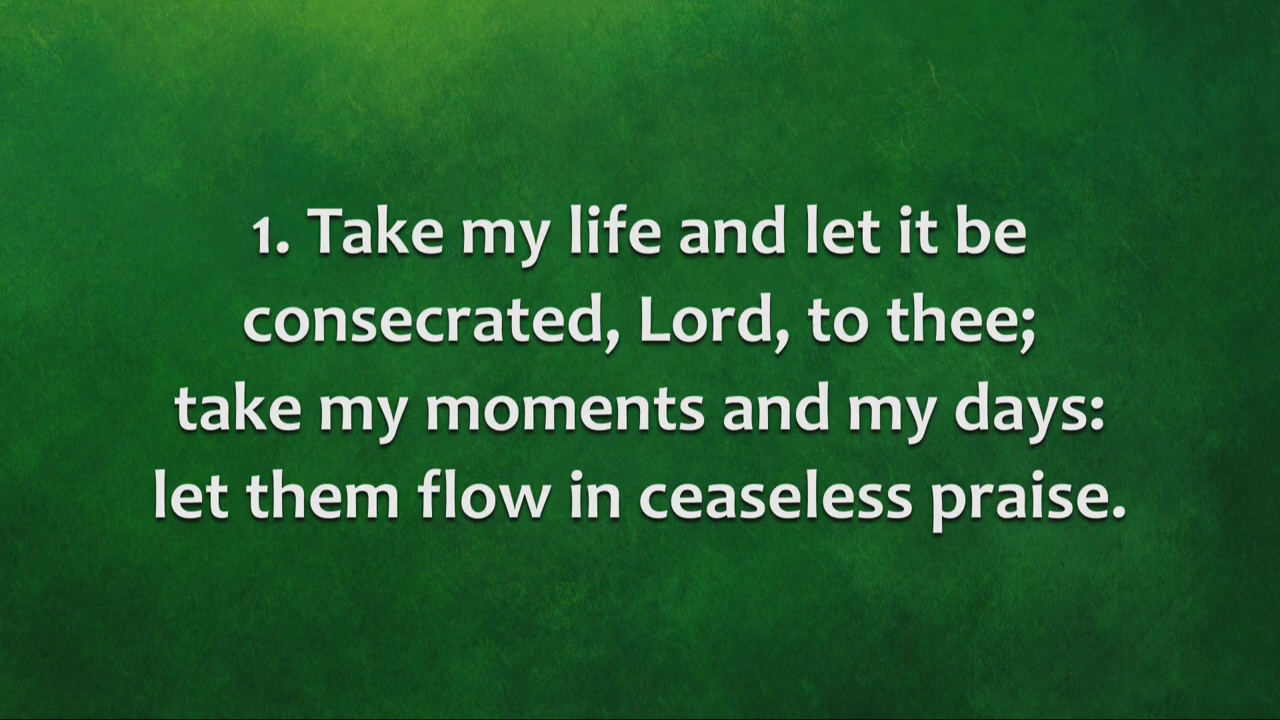 1. Take my life and let it be
consecrated, Lord, to thee;
take my moments and my days:
let them flow in ceaseless praise.